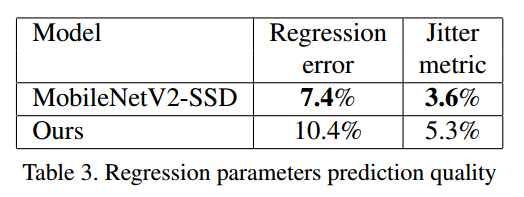 Model Regression error Jitter metric
MobileNetV2-SSD 7.4% 3.6%
Ours 10.4% 5.3%
Table 3. Regression parameters prediction quality